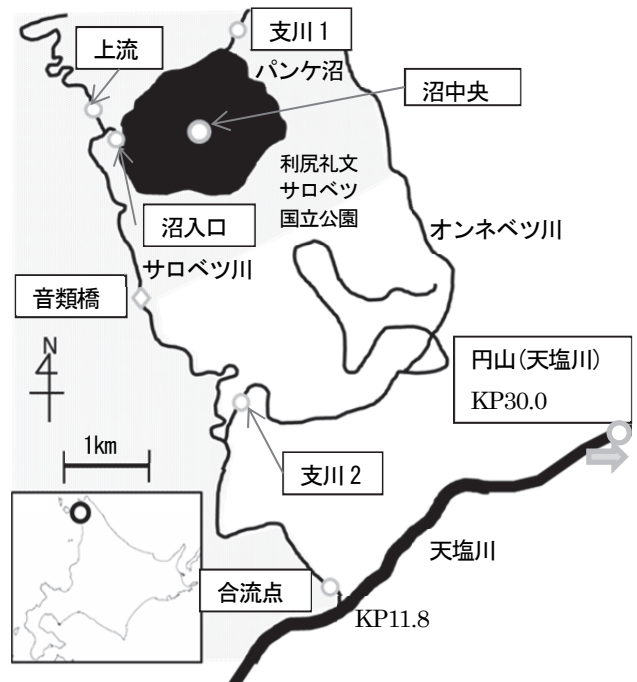 支川1
上流
パンケ沼
沼中央
利尻礼文
サロベツ
国立公園
沼入口
オンネベツ川
サロベツ川
音類橋
N
円山(天塩川)
KP30.0
1km
支川2
天塩川
合流点
KP11.8